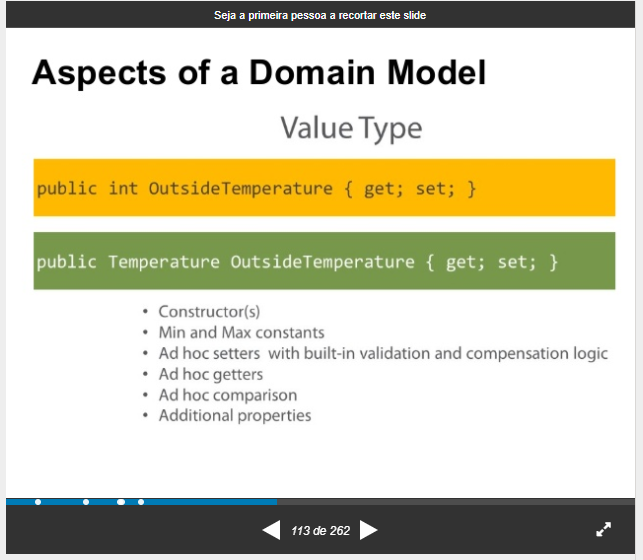 Seja a primeira pessoa a recortar este slide
Aspects of a Domain Model
Value Type
public int OutsideTemperature { get; set; }
public Temperature OutsideTemperature { get; set; }
• Constructor(s)
• Min and Max constants
• Ad hoc setters with built-in validation and compensation logic
• Ad hoc getters
• Ad hoc comparison
• Additional properties
113 de 262